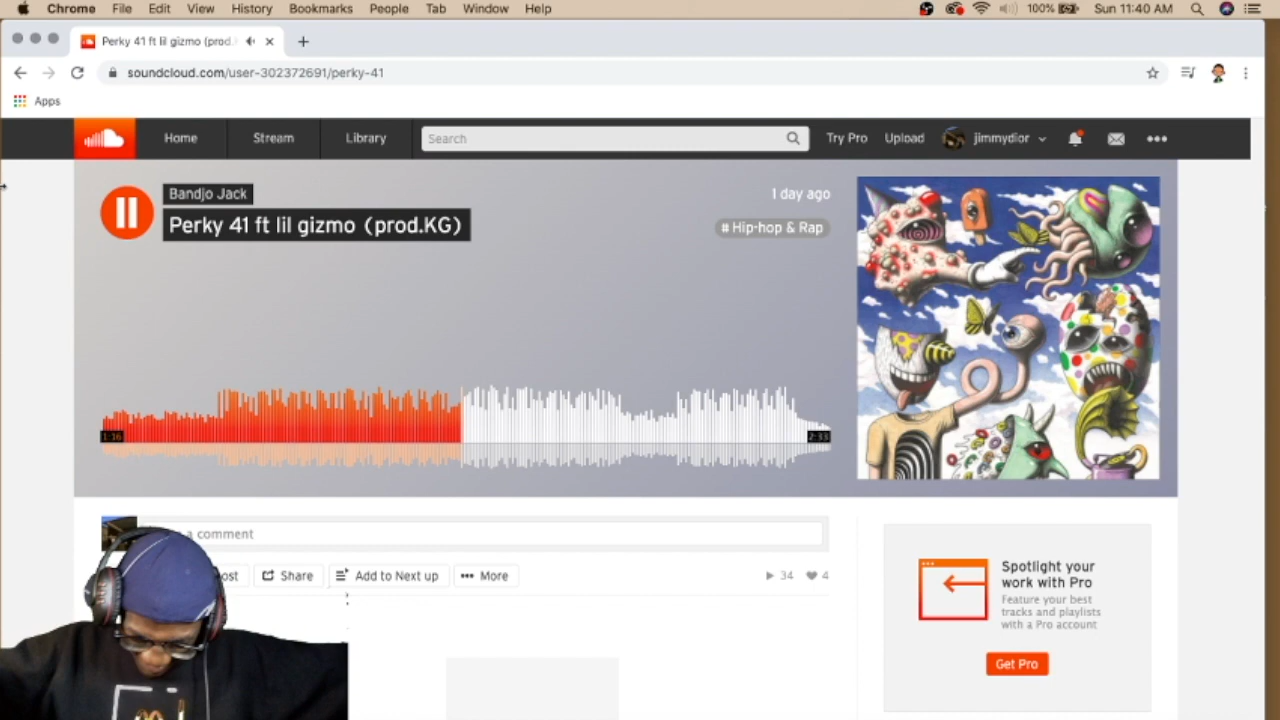 Chrome File Edit View History Bookmarks People Tab Window Help 100% Sun 11:40 AM
Perky 41 ft lil gizmo (prod.
soundcloud.com/user-302372691/perky-41
Apps
Home Stream Library Search Try Pro Upload jimmydior
Bandjo Jack 1 day ago
Perky 41 ft lil gizmo (prod.KG) # Hip-hop & Rap
1:16 2:33
a comment
ost Share Add to Next up More 34 4
Spotlight your
work with Pro
Feature your best
tracks and playlists
with a Pro account
Get Pro